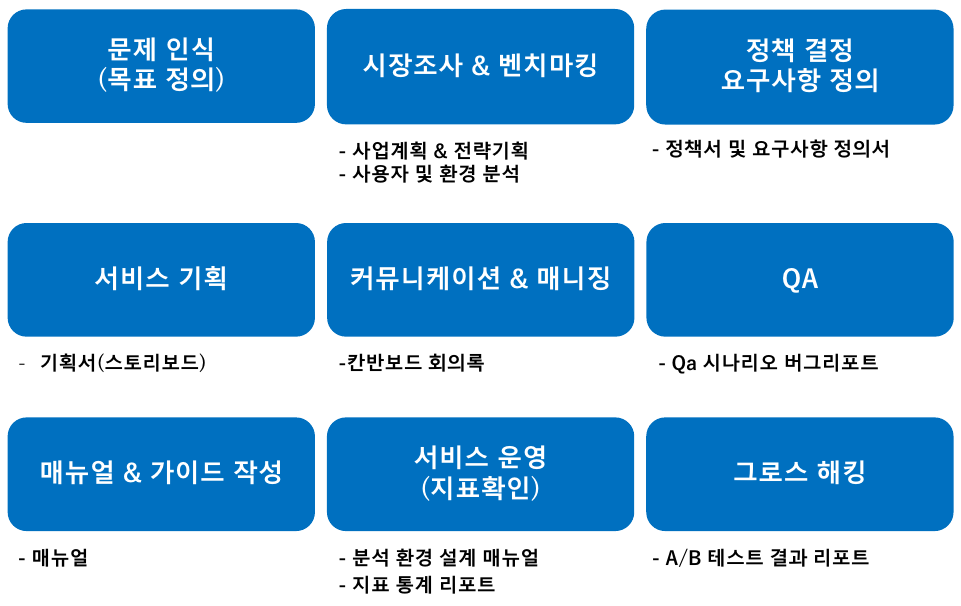 문제 인식
(목표 정의)
시장조사 & 벤치마킹
정책 결정
요구사항 정의
- 사업계획 & 전략기획
- 사용자 및 환경 분석
- 정책서 및 요구사항 정의서
서비스 기획
커뮤니케이션 & 매니징
QA
- 기획서(스토리보드)
-칸반보드 회의록
- Qa 시나리오 버그리포트
매뉴얼 & 가이드 작성
서비스 운영
(지표확인)
그로스 해킹
- 매뉴얼
- 분석 환경 설계 매뉴얼
- 지표 통계 리포트
- A/B 테스트 결과 리포트